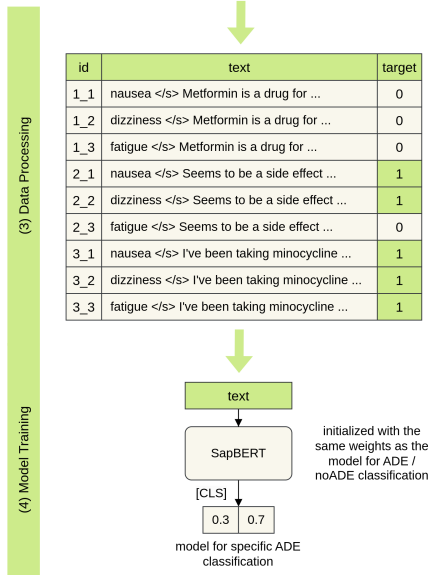 (3) Data Processing
id text target
1_1 nausea </s> Metformin is a drug for ... 0
1_2 dizziness </s> Metformin is a drug for ... 0
1_3 fatigue </s> Metformin is a drug for ... 0
2_1 nausea </s> Seems to be a side effect ... 1
2_2 dizziness </s> Seems to be a side effect ... 1
2_3 fatigue </s> Seems to be a side effect ... 0
3_1 nausea </s> I've been taking minocycline ... 1
3_2 dizziness </s> I've been taking minocycline ... 1
3_3 fatigue </s> I've been taking minocycline ... 1
(4) Model Training
text
SapBERT
[CLS]
0.3 0.7
model for specific ADE
classification
initialized with the
same weights as the
model for ADE /
noADE classification